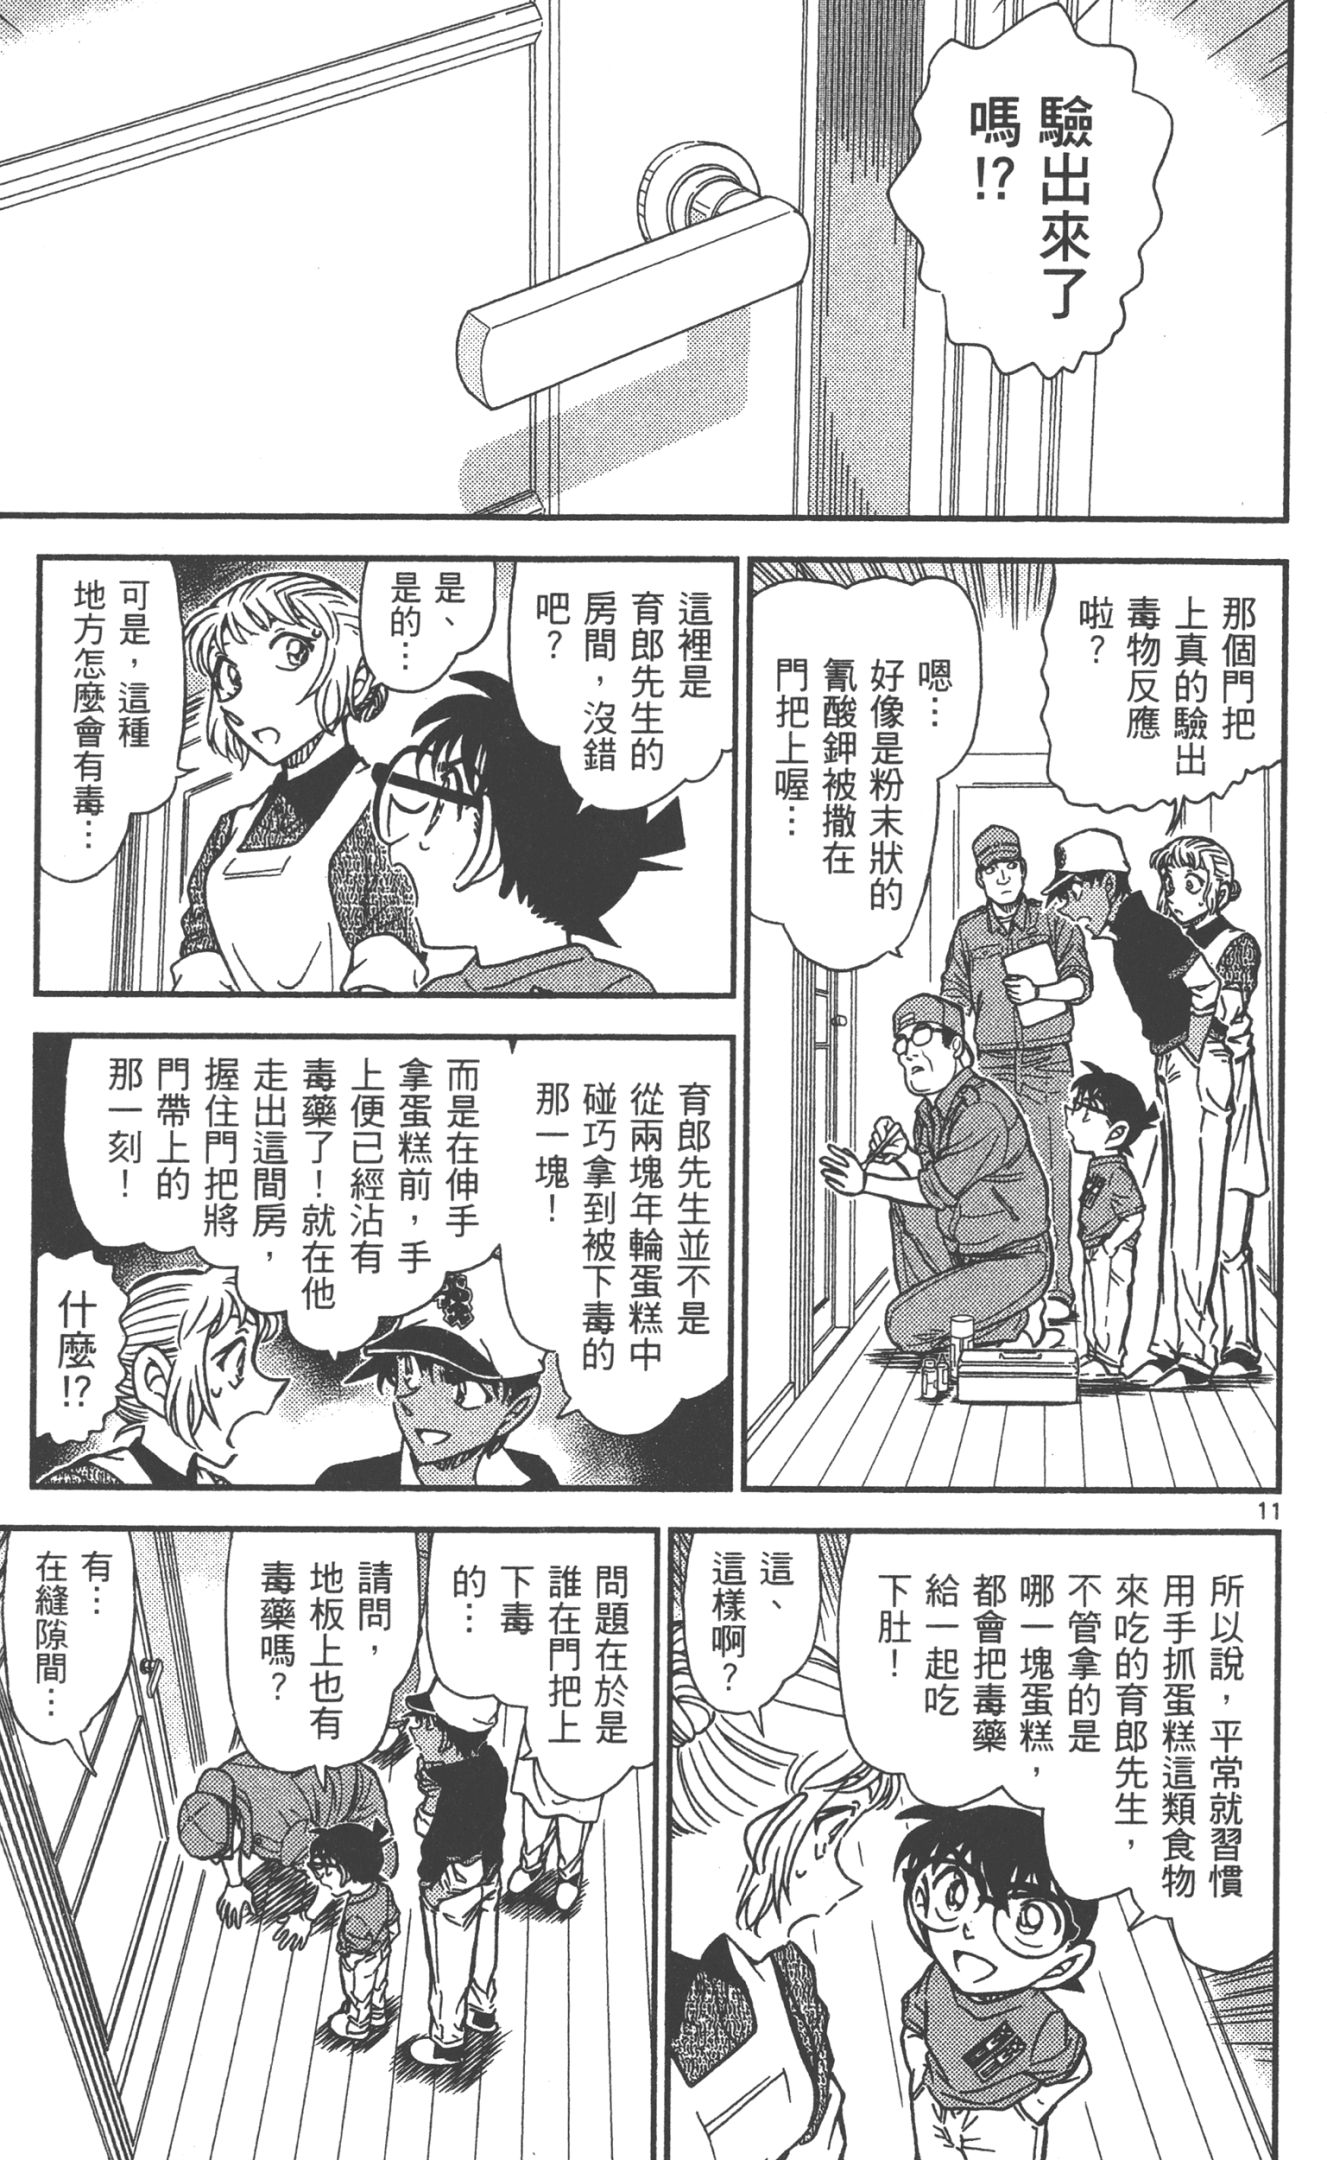 驗出來了
嗎!?
那個門把
上真的驗出
毒物反應
啦?
嗯…
好像是粉末狀的
氰酸鉀被撒在
門把上喔…
這裡是
育郎先生的
房間，沒錯
吧?
是、
是的…
可是，這種
地方怎麼會有毒…
育郎先生並不是
從兩塊年輪蛋糕中
碰巧拿到被下毒的
那一塊!
而是在伸手
拿蛋糕前，手
上便已經沾有
毒藥了!就在他
走出這間房，
握住門把將
門帶上的
那一刻!
什麼!?
11
所以說，平常就習慣
用手抓蛋糕這類食物
來吃的育郎先生，
不管拿的是
哪一塊蛋糕，
都會把毒藥
給一起吃
下肚!
這、
這樣啊?
問題在於是
誰在門把上
下毒
的…
請問，
地板上也有
毒藥嗎?
有…
在縫隙間…